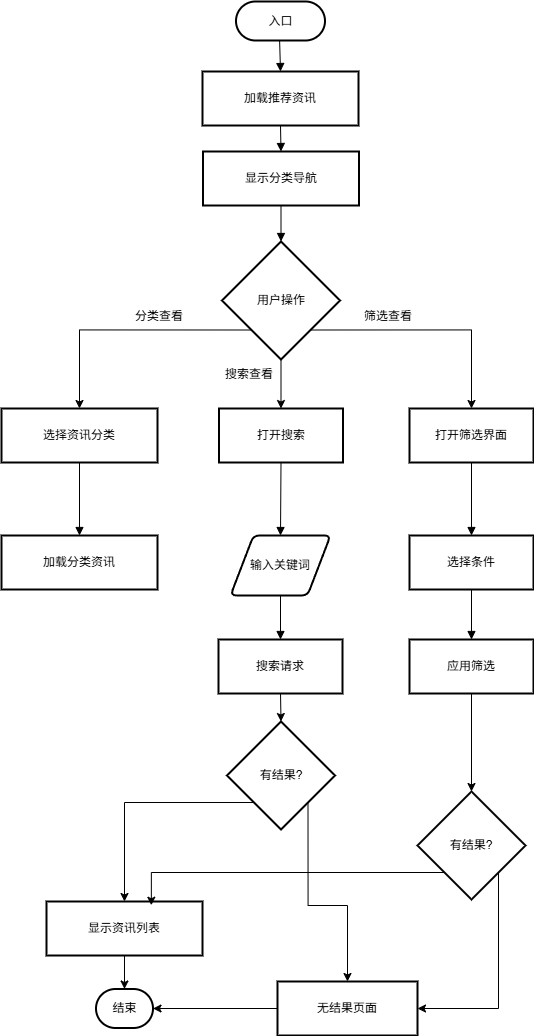 入口
加载推荐资讯
显示分类导航
用户操作
分类查看
筛选查看
搜索查看
选择资讯分类
打开搜索
打开筛选界面
加载分类资讯
输入关键词
选择条件
搜索请求
应用筛选
有结果?
有结果?
显示资讯列表
结束
无结果页面